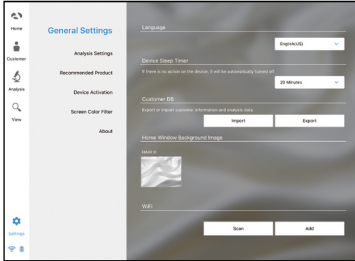 Home
Customer
Analysis
View
Settings
General Settings
Analysis Settings
Recommended Product
Device Activation
Screen Color Filter
About
Language
English(US)
Device Sleep Timer
If there is no action on the device, it will be automatically turned off.
20 Minutes
Customer DB
Export or import customer information and analysis data.
Import
Export
Home Window Background Image
WiFi
Scan
Add